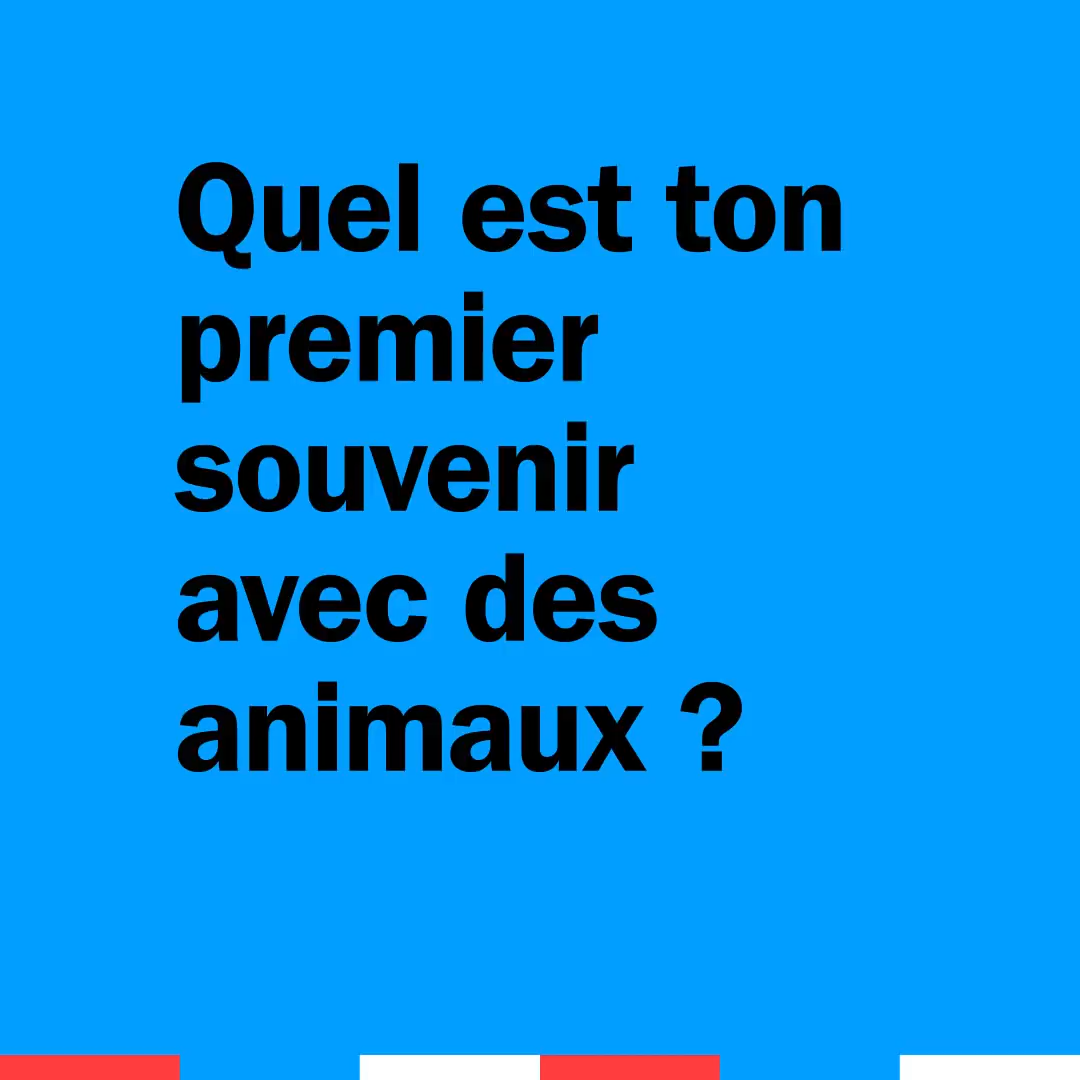 Quel est ton
premier
souvenir
avec des
animaux ?